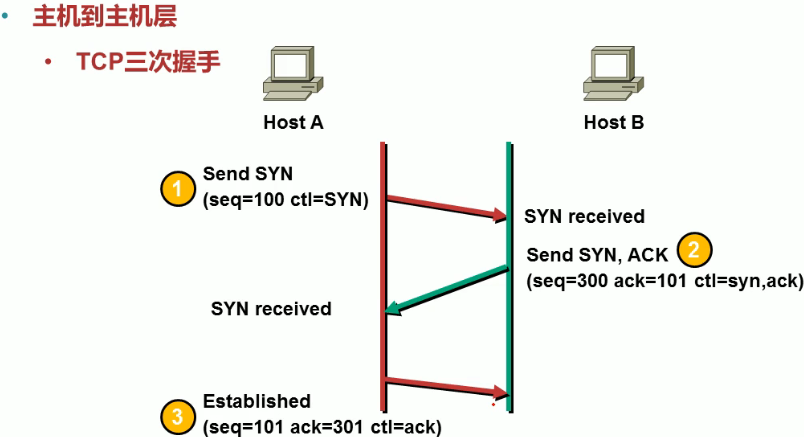 主机到主机层
TCP三次握手
Host A
Host B
1
Send SYN
(seq=100 ctl=SYN)
SYN received
Send SYN, ACK
2
(seq=300 ack=101 ctl=syn,ack)
SYN received
3
Established
(seq=101 ack=301 ctl=ack)